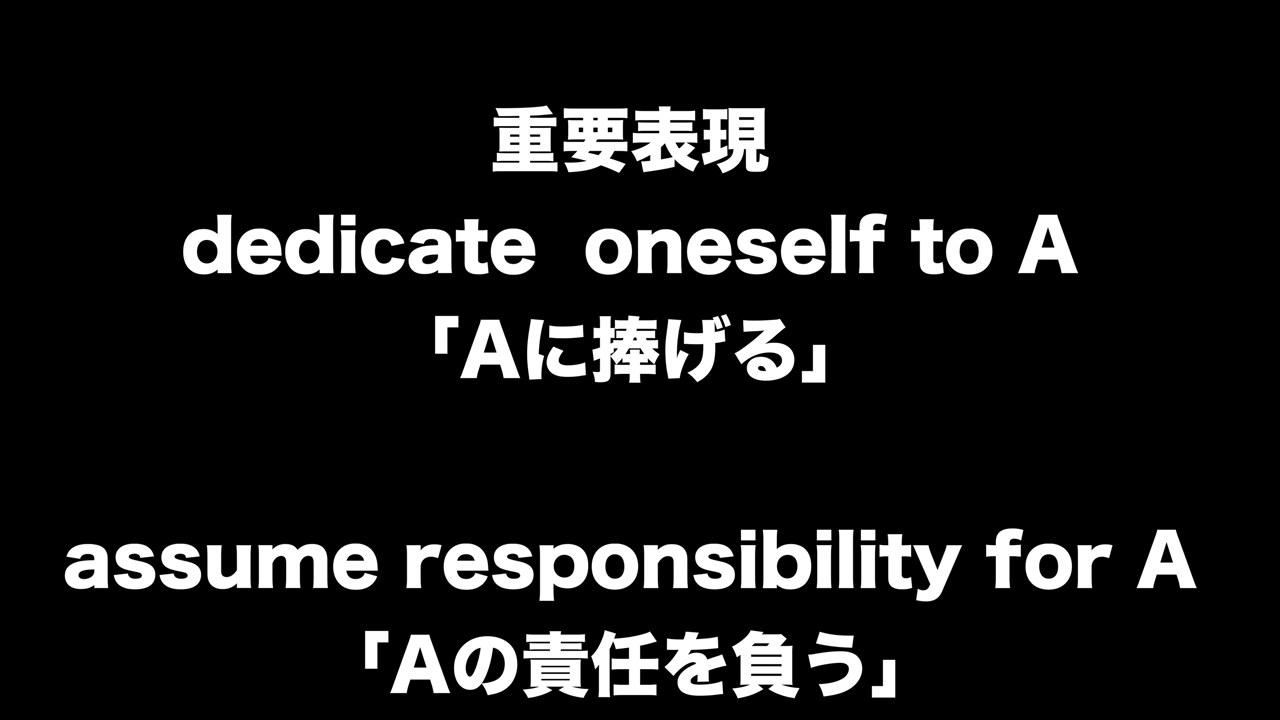 重要表現
dedicate oneself to A
「Aに捧げる」
assume responsibility for A
「Aの責任を負う」